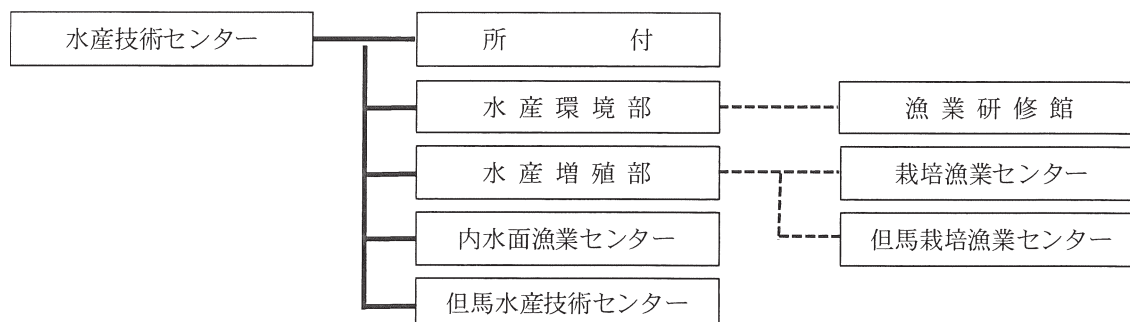 水産技術センター
所　　　付
水産環境部
漁業研修館
水産増殖部
栽培漁業センター
内水面漁業センター
但馬栽培漁業センター
但馬水産技術センター